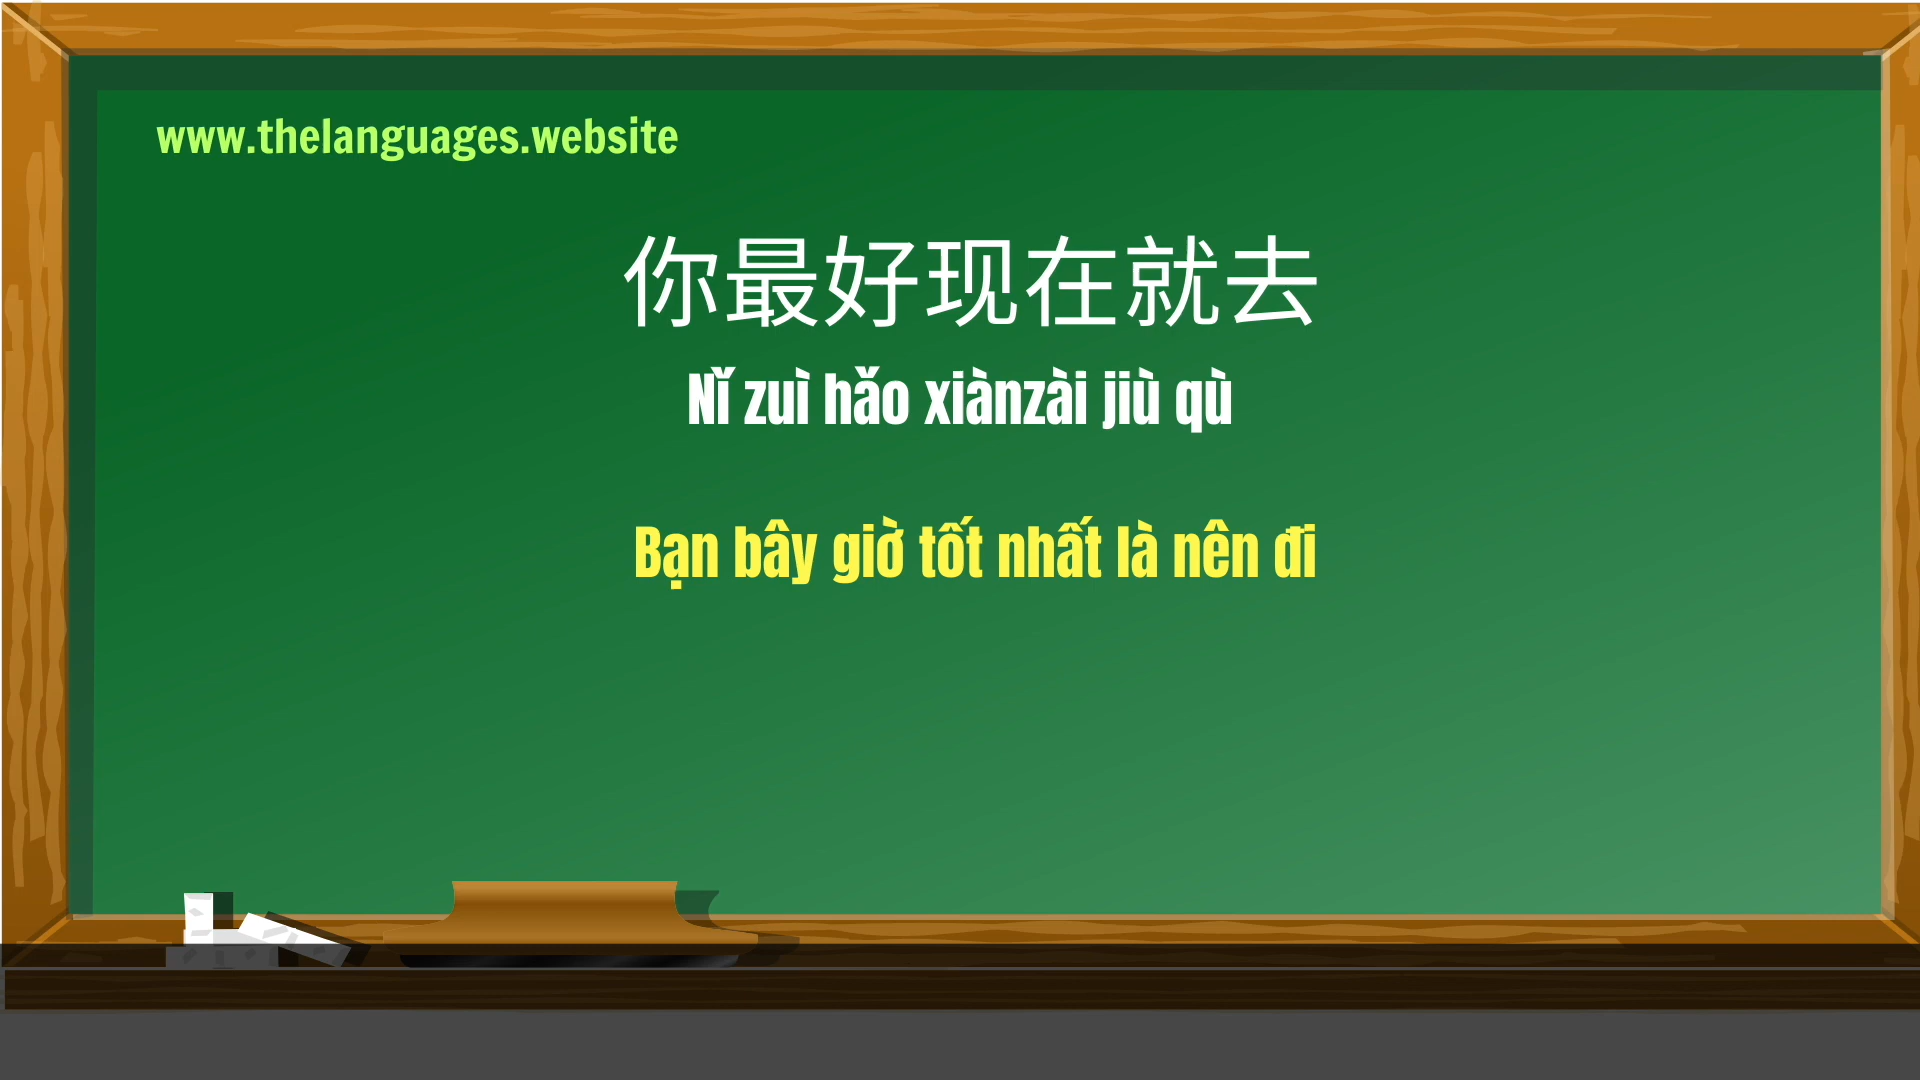 www.thelanguages.website
你最好现在就去
Nǐ zuì hǎo xiànzài jiù qù
Bạn bây giờ tốt nhất là nên đi